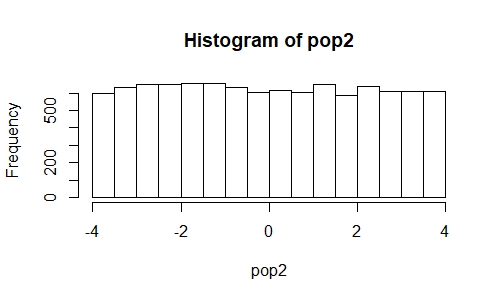 Histogram of pop2
Frequency
500
200
0
-4 -2 0 2 4
pop2